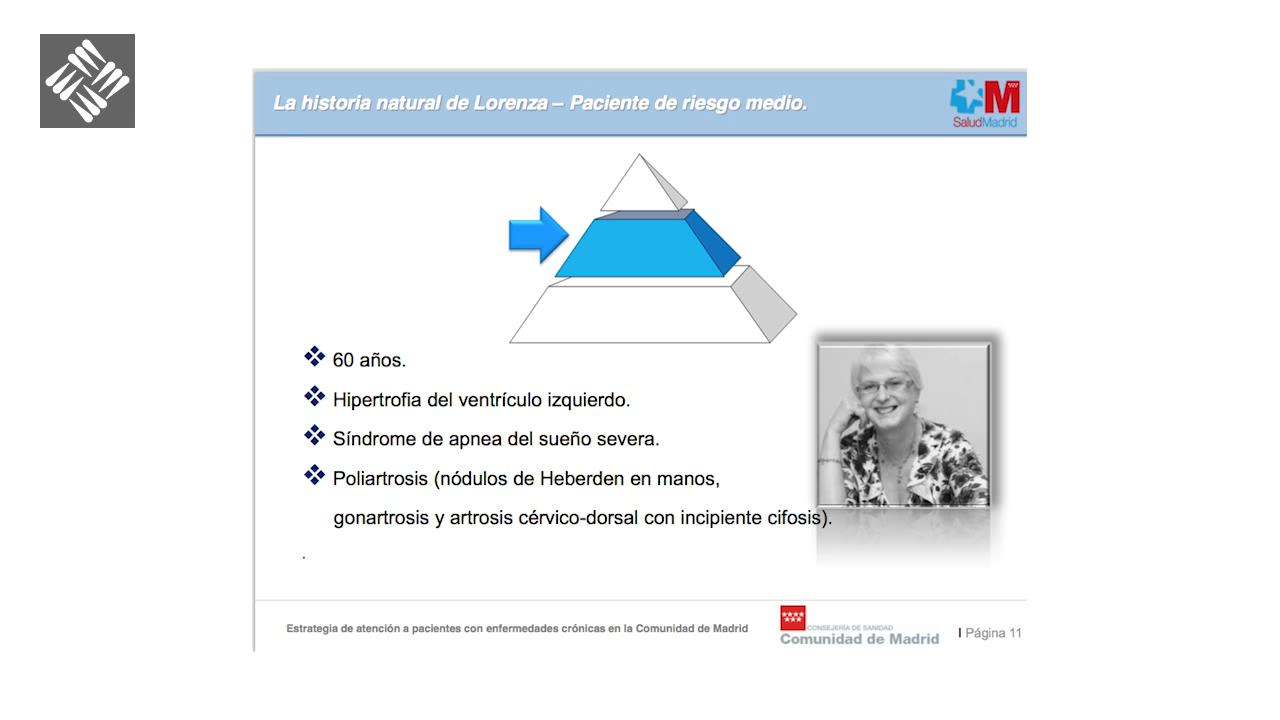 La historia natural de Lorenza – Paciente de riesgo medio.
M
SaludMadrid
60 años.
Hipertrofia del ventrículo izquierdo.
Síndrome de apnea del sueño severa.
Poliartrosis (nódulos de Heberden en manos,
gonartrosis y artrosis cérvico-dorsal con incipiente cifosis).
.
Estrategia de atención a pacientes con enfermedades crónicas en la Comunidad de Madrid
CONSEJERÍA DE SANIDAD
Comunidad de Madrid
I Página 11